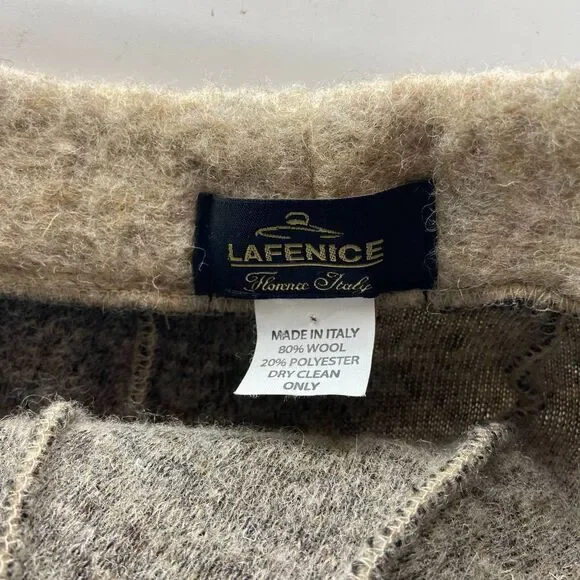 LAFENICE
Florence Italy
MADE IN ITALY
80% WOOL
20% POLYESTER
DRY CLEAN
ONLY